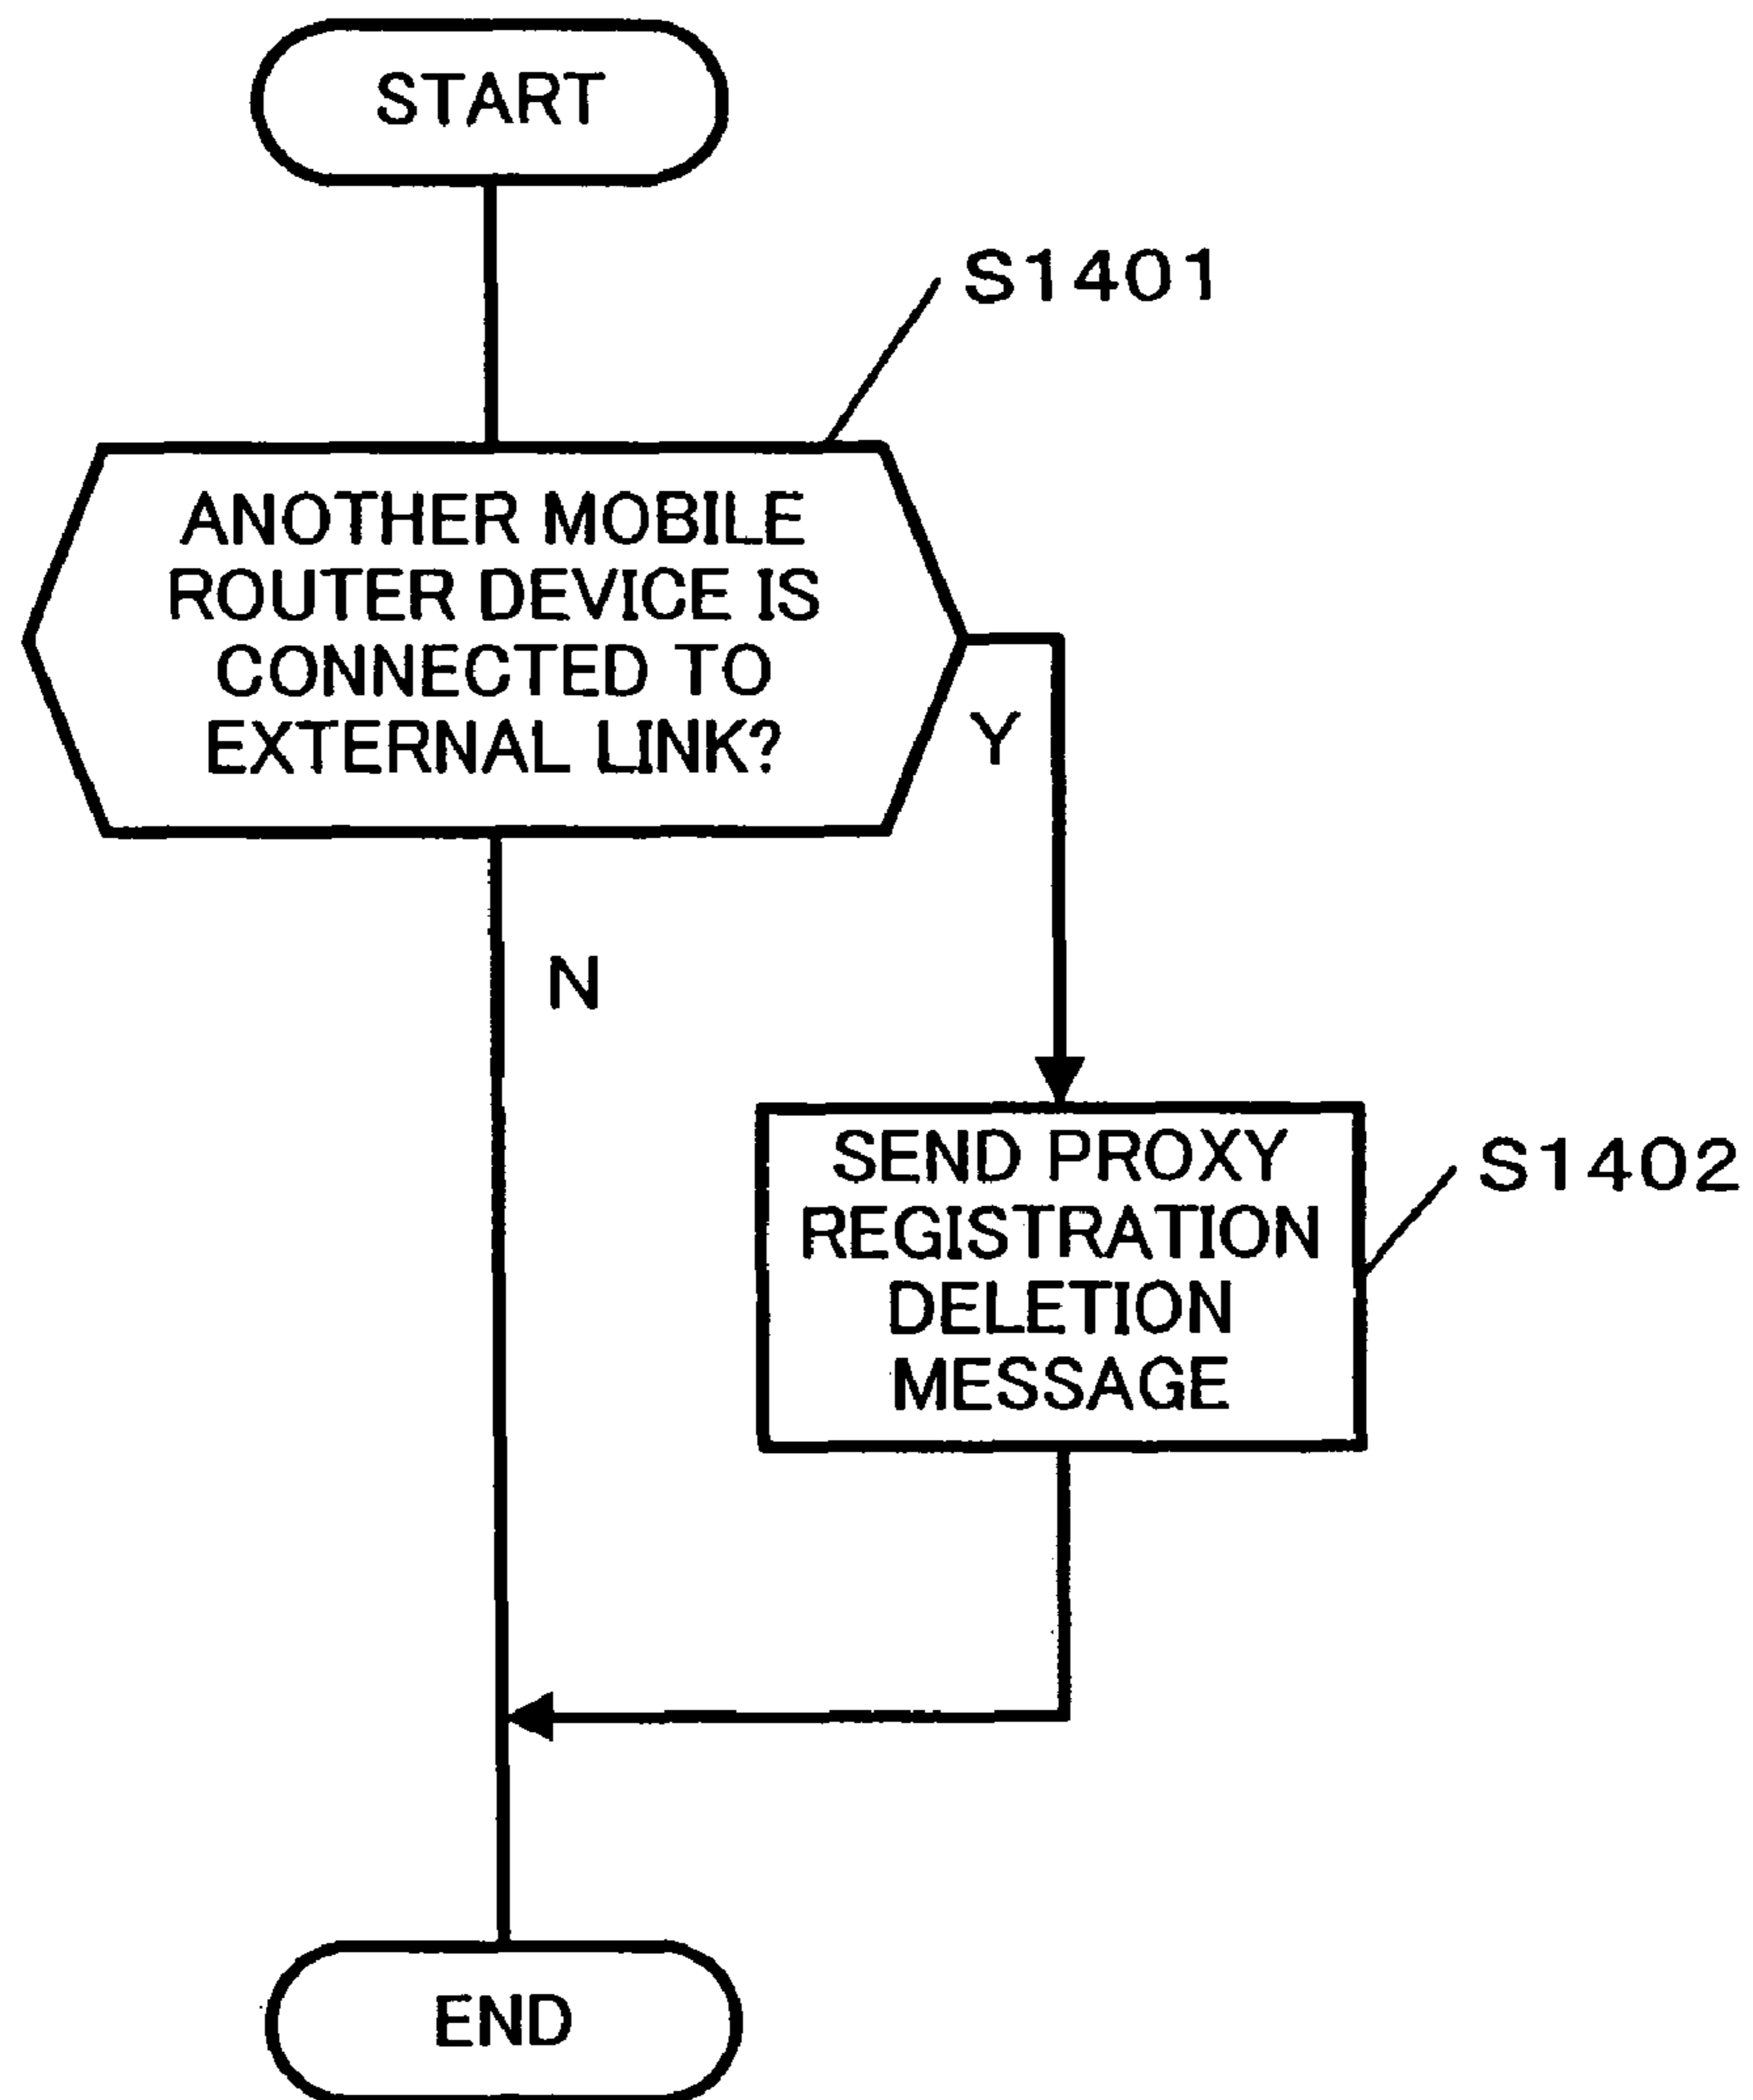 START
S1401
ANOTHER MOBILE
ROUTER DEVICE IS
CONNECTED TO
EXTERNAL LINK?
Y
N
SEND PROXY
REGISTRATION
DELETION
MESSAGE
S1402
END